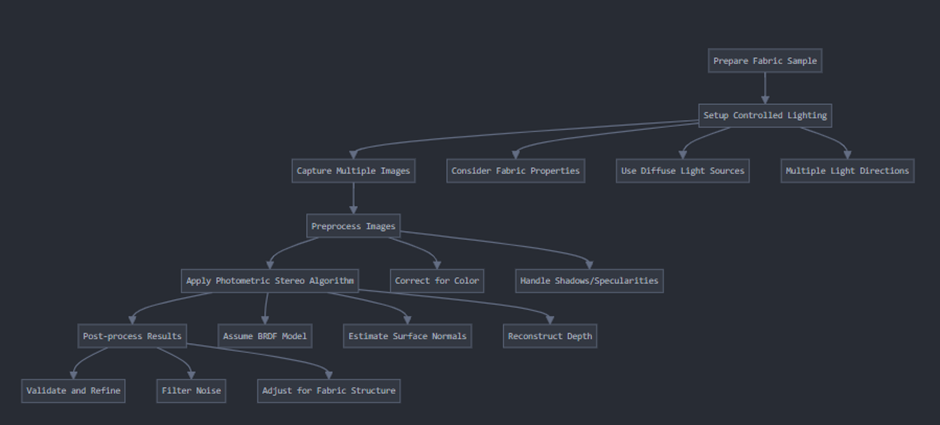 Prepare Fabric Sample
Setup Controlled Lighting
Capture Multiple Images
Consider Fabric Properties
Use Diffuse Light Sources
Multiple Light Directions
Preprocess Images
Apply Photometric Stereo Algorithm
Correct for Color
Handle Shadows/Specularities
Post-process Results
Assume BRDF Model
Estimate Surface Normals
Reconstruct Depth
Validate and Refine
Filter Noise
Adjust for Fabric Structure